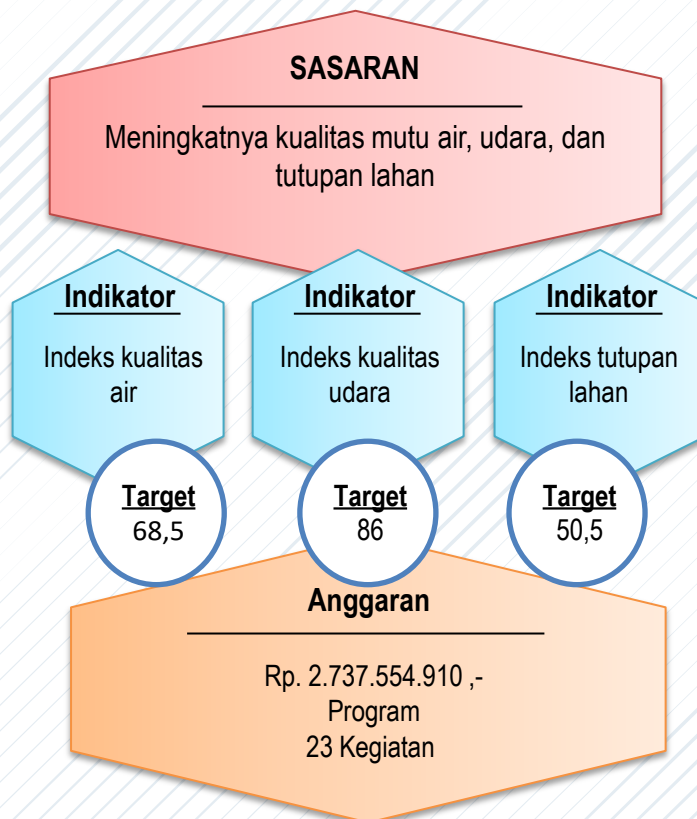 SASARAN
Meningkatnya kualitas mutu air, udara, dan
tutupan lahan
Indikator
Indeks kualitas
air
Target
68,5
Indikator
Indeks kualitas
udara
Target
86
Indikator
Indeks tutupan
lahan
Target
50,5
Anggaran
Rp. 2.737.554.910 ,-
Program
23 Kegiatan